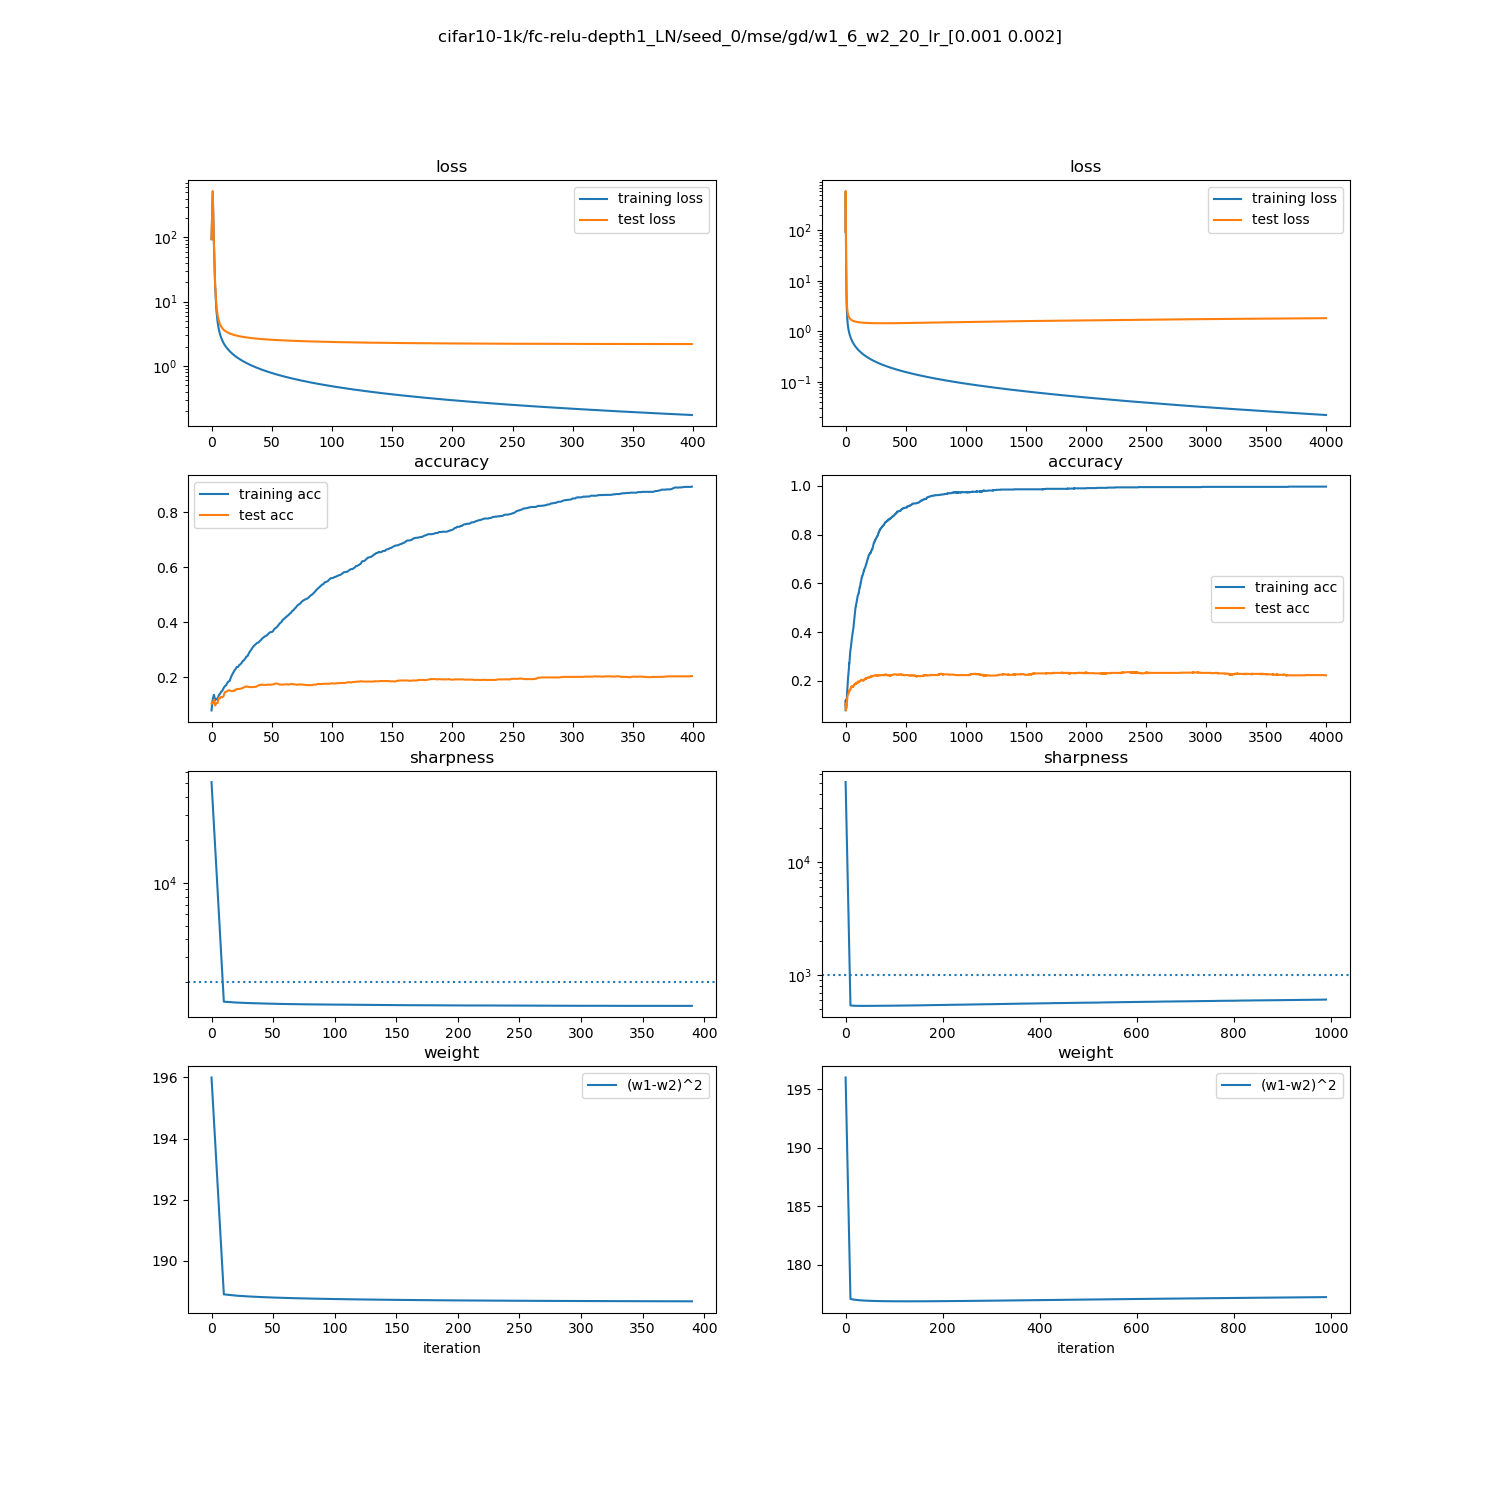 cifar10-1k/fc-relu-depth1_LN/seed_0/mse/gd/w1_6_w2_20_lr_[0.001 0.002]
loss
training loss
test loss
10^2
10^1
10^0
0 50 100 150 200 250 300 350 400
loss
training loss
test loss
10^2
10^1
10^0
10^-1
0 500 1000 1500 2000 2500 3000 3500 4000
accuracy
training acc
test acc
0.8
0.6
0.4
0.2
0 50 100 150 200 250 300 350 400
accuracy
1.0
0.8
0.6
training acc
test acc
0.4
0.2
0 500 1000 1500 2000 2500 3000 3500 4000
sharpness
10^4
0 50 100 150 200 250 300 350 400
sharpness
10^4
10^3
0 200 400 600 800 1000
weight
(w1-w2)^2
196
194
192
190
0 50 100 150 200 250 300 350 400
iteration
weight
(w1-w2)^2
195
190
185
180
0 200 400 600 800 1000
iteration